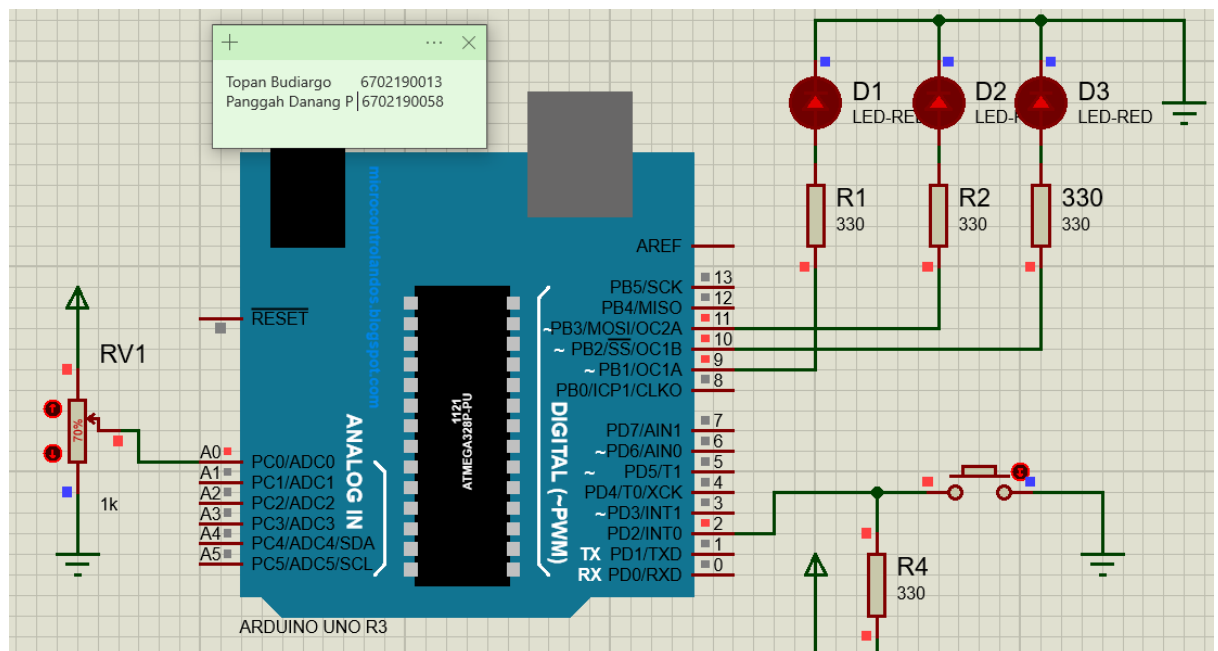 Topan Budiargo 6702190013
Panggah Danang P 6702190058
microcontrolandos.blogspot.com
D1
LED-RED
D2
LED-R
D3
LED-RED
R1
330
R2
330
330
330
AREF
PB5/SCK 13
PB4/MISO 12
~PB3/MOSI/OC2A 11
~ PB2/SS/OC1B 10
~ PB1/OC1A 9
PB0/ICP1/CLKO 8
PD7/AIN1 7
~PD6/AIN0 6
~ PD5/T1 5
PD4/T0/XCK 4
~PD3/INT1 3
PD2/INT0 2
TX PD1/TXD 1
RX PD0/RXD 0
DIGITAL (~PWM)
1121
ATMEGA328P-PU
RESET
ANALOG IN
A0 PC0/ADC0
A1 PC1/ADC1
A2 PC2/ADC2
A3 PC3/ADC3
A4 PC4/ADC4/SDA
A5 PC5/ADC5/SCL
ARDUINO UNO R3
RV1
70%
1k
R4
330